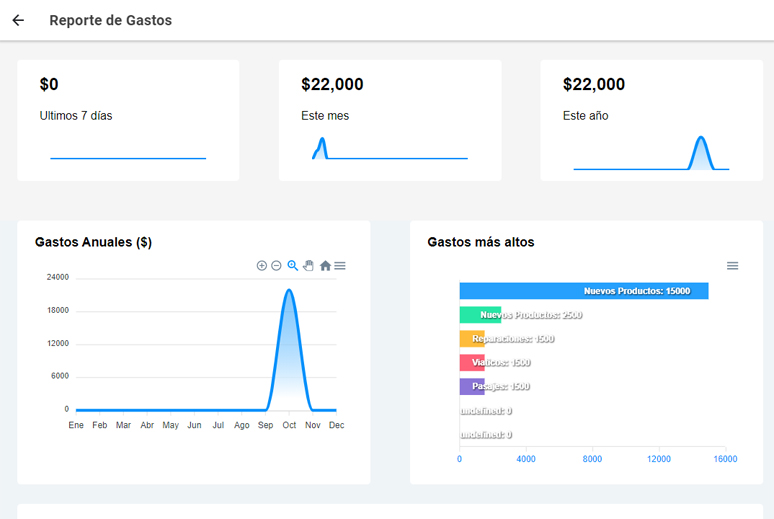 Reporte de Gastos
$0
Ultimos 7 días
$22,000
Este mes
$22,000
Este año
Gastos Anuales ($)
24000
18000
12000
6000
0
Ene Feb Mar Abr May Jun Jul Ago Sep Oct Nov Dec
Gastos más altos
Nuevos Productos: 15000
Nuevos Productos: 2500
Reparaciones: 1500
Viaticos: 1500
Pasajes: 1500
undefined: 0
undefined: 0
0 4000 8000 12000 16000